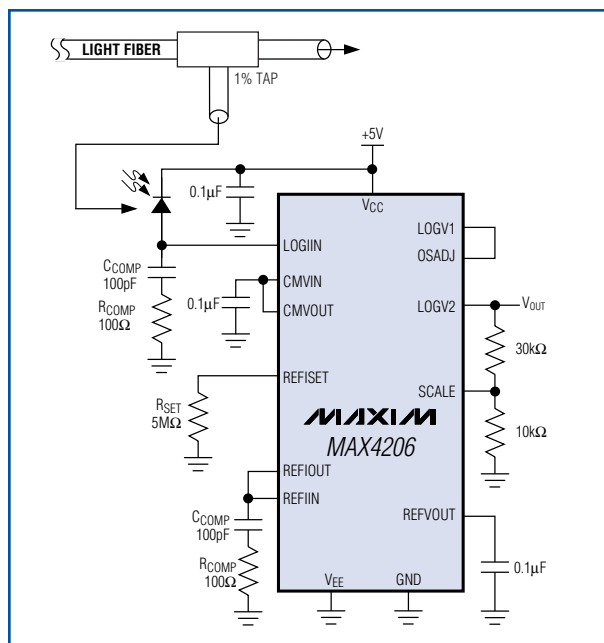 LIGHT FIBER
1% TAP
+5V
0.1µF
VCC
LOGV1
LOGIIN
OSADJ
CCOMP
100pF
CMVIN
RCOMP
100Ω
0.1µF
CMVOUT
LOGV2
VOUT
30kΩ
REFISET
SCALE
RSET
5MΩ
MAXIM
MAX4206
10kΩ
REFIOUT
REFIIN
REFVOUT
CCOMP
100pF
RCOMP
100Ω
0.1µF
VEE
GND